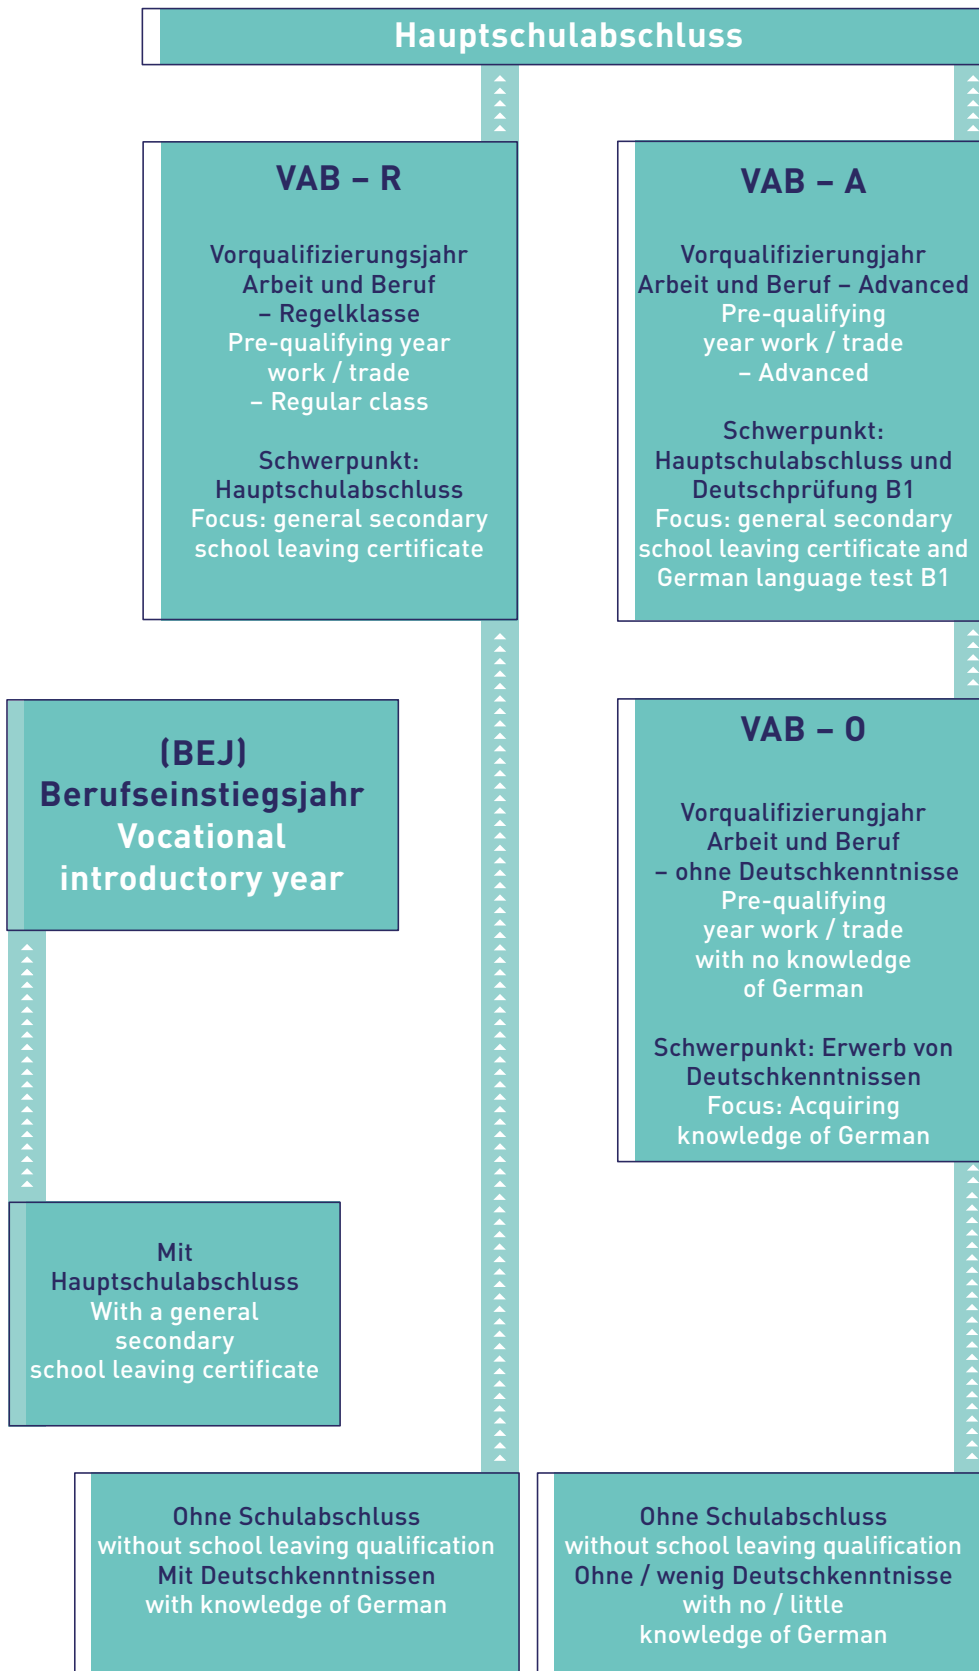 Hauptschulabschluss
VAB – R
Vorqualifizierungsjahr
Arbeit und Beruf
– Regelklasse
Pre-qualifying year
work / trade
– Regular class
Schwerpunkt:
Hauptschulabschluss
Focus: general secondary
school leaving certificate
VAB – A
Vorqualifizierungjahr
Arbeit und Beruf – Advanced
Pre-qualifying
year work / trade
– Advanced
Schwerpunkt:
Hauptschulabschluss und
Deutschprüfung B1
Focus: general secondary
school leaving certificate and
German language test B1
(BEJ)
Berufseinstiegsjahr
Vocational
introductory year
VAB – O
Vorqualifizierungjahr
Arbeit und Beruf
– ohne Deutschkenntnisse
Pre-qualifying
year work / trade
with no knowledge
of German
Schwerpunkt: Erwerb von
Deutschkenntnissen
Focus: Acquiring
knowledge of German
Mit
Hauptschulabschluss
With a general
secondary
school leaving certificate
Ohne Schulabschluss
without school leaving qualification
Mit Deutschkenntnissen
with knowledge of German
Ohne Schulabschluss
without school leaving qualification
Ohne / wenig Deutschkenntnisse
with no / little
knowledge of German